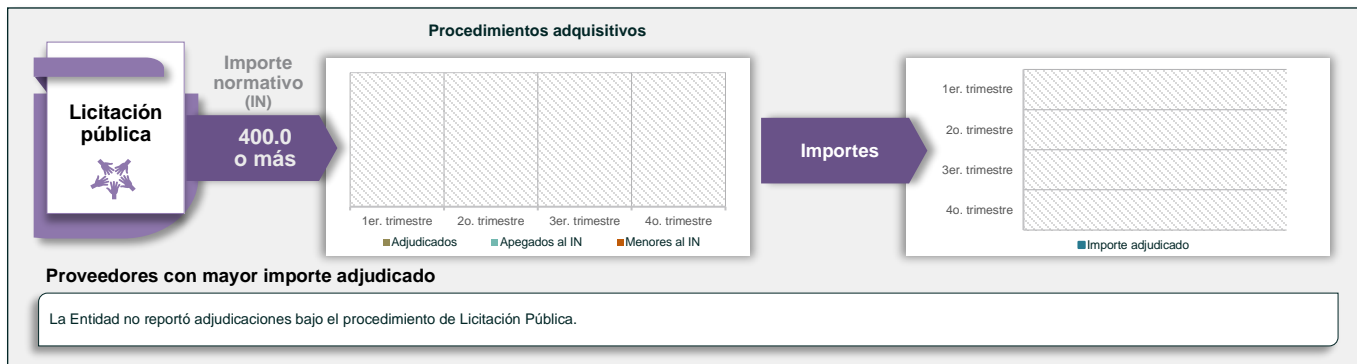 Procedimientos adquisitivos
Licitación
pública
Importe
normativo
(IN)
400.0
o más
1er. trimestre
2o. trimestre
3er. trimestre
4o. trimestre
Adjudicados
Apegados al IN
Menores al IN
Importes
1er. trimestre
2o. trimestre
3er. trimestre
4o. trimestre
Importe adjudicado
Proveedores con mayor importe adjudicado
La Entidad no reportó adjudicaciones bajo el procedimiento de Licitación Pública.